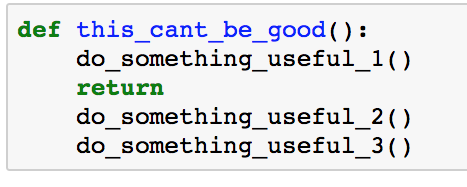 def this_cant_be_good():
    do_something_useful_1()
    return
    do_something_useful_2()
    do_something_useful_3()